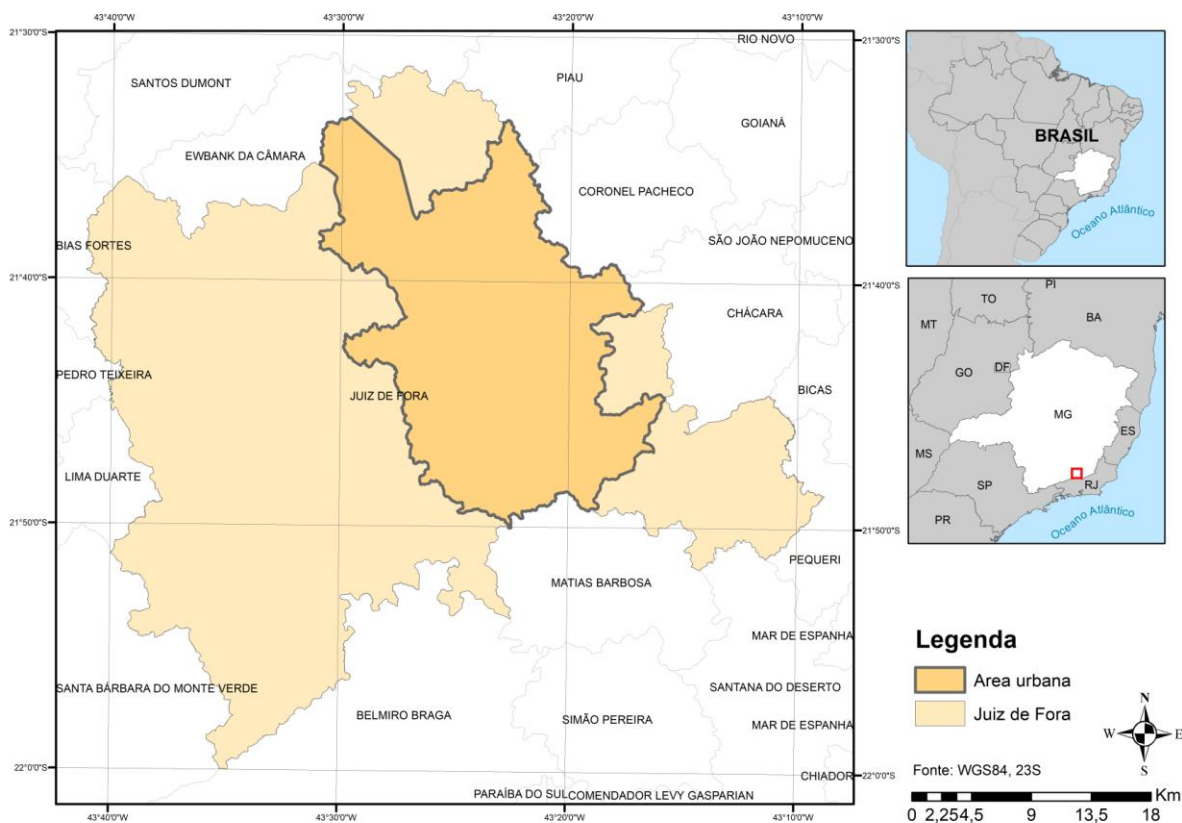 43°40'0"W 43°30'0"W 43°20'0"W 43°10'0"W
21°30'0"S 21°30'0"S
RIO NOVO
SANTOS DUMONT
PIAU
GOIANÁ
EWBANK DA CÂMARA
CORONEL PACHECO
BIAS FORTES
SÃO JOÃO NEPOMUCENO
21°40'0"S 21°40'0"S
CHÁCARA
PEDRO TEIXEIRA
JUIZ DE FORA
BICAS
LIMA DUARTE
21°50'0"S 21°50'0"S
MATIAS BARBOSA
PEQUERI
MAR DE ESPANHA
SANTA BÁRBARA DO MONTE VERDE
SANTANA DO DESERTO
BELMIRO BRAGA
SIMÃO PEREIRA
MAR DE ESPANHA
22°0'0"S 22°0'0"S
CHIADOR
PARAÍBA DO SUL
COMENDADOR LEVY GASPARIAN
43°40'0"W 43°30'0"W 43°20'0"W 43°10'0"W
BRASIL
Oceano Atlântico
PI
TO
MT
BA
GO
DF
MG
ES
MS
SP
RJ
PR
Oceano Atlântico
Legenda
Area urbana
Juiz de Fora
N
W E
S
Fonte: WGS84, 23S
0 2,254,5 9 13,5 18 Km